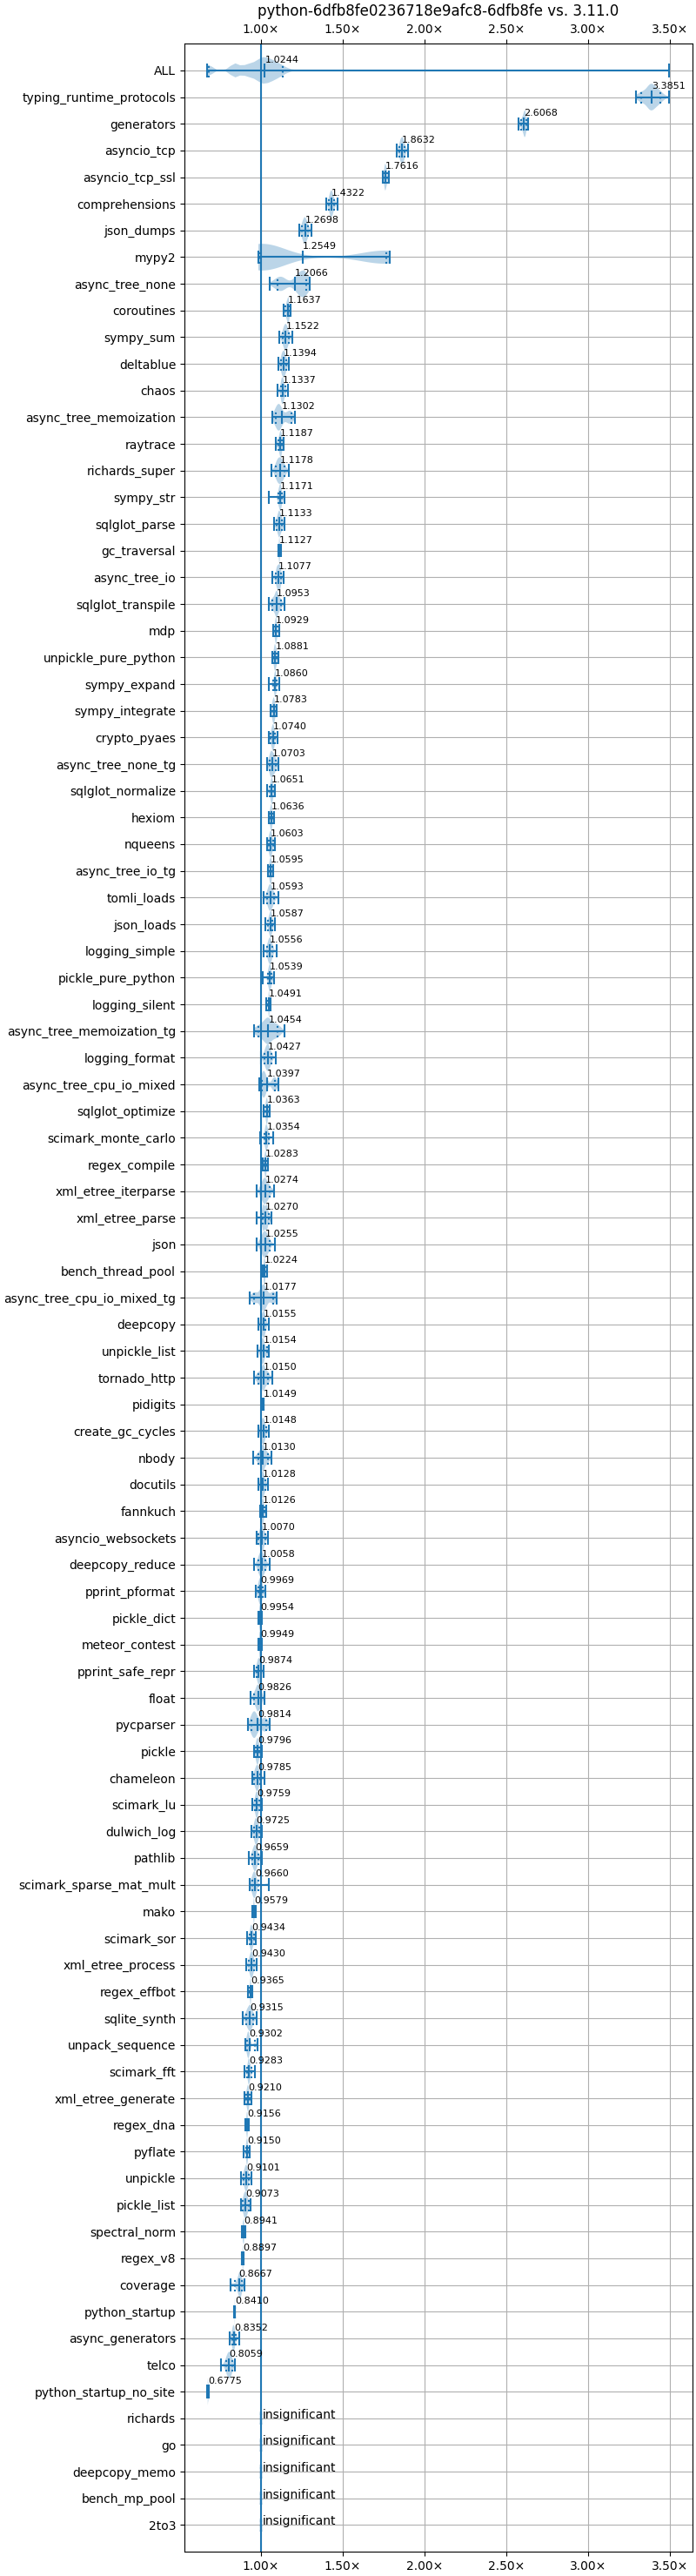 python-6dfb8fe0236718e9afc8-6dfb8fe vs. 3.11.0
1.00× 1.50× 2.00× 2.50× 3.00× 3.50×
ALL 1.0244
typing_runtime_protocols 3.3851
generators 2.6068
asyncio_tcp 1.8632
asyncio_tcp_ssl 1.7616
comprehensions 1.4322
json_dumps 1.2698
mypy2 1.2549
async_tree_none 1.2066
coroutines 1.1637
sympy_sum 1.1522
deltablue 1.1394
chaos 1.1337
async_tree_memoization 1.1302
raytrace 1.1187
richards_super 1.1178
sympy_str 1.1171
sqlglot_parse 1.1133
gc_traversal 1.1127
async_tree_io 1.1077
sqlglot_transpile 1.0953
mdp 1.0929
unpickle_pure_python 1.0881
sympy_expand 1.0860
sympy_integrate 1.0783
crypto_pyaes 1.0740
async_tree_none_tg 1.0703
sqlglot_normalize 1.0651
hexiom 1.0636
nqueens 1.0603
async_tree_io_tg 1.0595
tomli_loads 1.0593
json_loads 1.0587
logging_simple 1.0556
pickle_pure_python 1.0539
logging_silent 1.0491
async_tree_memoization_tg 1.0454
logging_format 1.0427
async_tree_cpu_io_mixed 1.0397
sqlglot_optimize 1.0363
scimark_monte_carlo 1.0354
regex_compile 1.0283
xml_etree_iterparse 1.0274
xml_etree_parse 1.0270
json 1.0255
bench_thread_pool 1.0224
async_tree_cpu_io_mixed_tg 1.0177
deepcopy 1.0155
unpickle_list 1.0154
tornado_http 1.0150
pidigits 1.0149
create_gc_cycles 1.0148
nbody 1.0130
docutils 1.0128
fannkuch 1.0126
asyncio_websockets 1.0070
deepcopy_reduce 1.0058
pprint_pformat 0.9969
pickle_dict 0.9954
meteor_contest 0.9949
pprint_safe_repr 0.9874
float 0.9826
pycparser 0.9814
pickle 0.9796
chameleon 0.9785
scimark_lu 0.9759
dulwich_log 0.9725
pathlib 0.9659
scimark_sparse_mat_mult 0.9660
mako 0.9579
scimark_sor 0.9434
xml_etree_process 0.9430
regex_effbot 0.9365
sqlite_synth 0.9315
unpack_sequence 0.9302
scimark_fft 0.9283
xml_etree_generate 0.9210
regex_dna 0.9156
pyflate 0.9150
unpickle 0.9101
pickle_list 0.9073
spectral_norm 0.8941
regex_v8 0.8897
coverage 0.8667
python_startup 0.8410
async_generators 0.8352
telco 0.8059
python_startup_no_site 0.6775
richards insignificant
go insignificant
deepcopy_memo insignificant
bench_mp_pool insignificant
2to3 insignificant
1.00× 1.50× 2.00× 2.50× 3.00× 3.50×